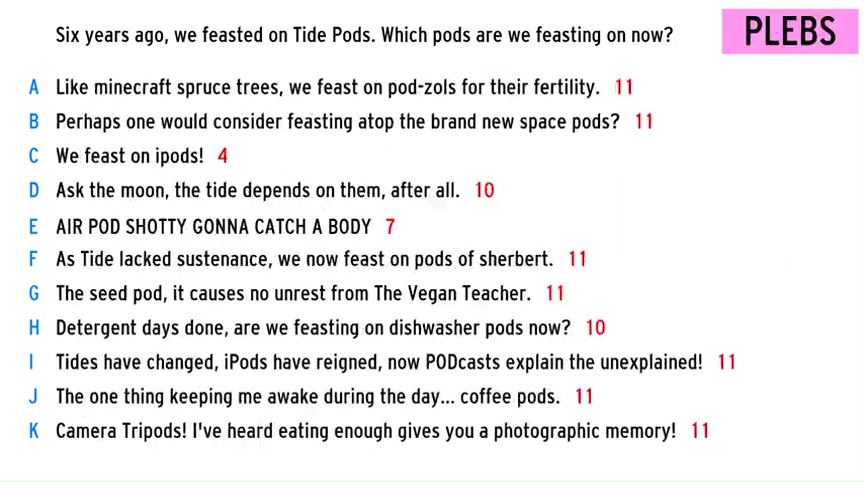 PLEBS
Six years ago, we feasted on Tide Pods. Which pods are we feasting on now?
A Like minecraft spruce trees, we feast on pod-zols for their fertility. 11
B Perhaps one would consider feasting atop the brand new space pods? 11
C We feast on ipods! 4
D Ask the moon, the tide depends on them, after all. 10
E AIR POD SHOTTY GONNA CATCH A BODY 7
F As Tide lacked sustenance, we now feast on pods of sherbert. 11
G The seed pod, it causes no unrest from The Vegan Teacher. 11
H Detergent days done, are we feasting on dishwasher pods now? 10
I Tides have changed, iPods have reigned, now PODcasts explain the unexplained! 11
J The one thing keeping me awake during the day... coffee pods. 11
K Camera Tripods! I've heard eating enough gives you a photographic memory! 11